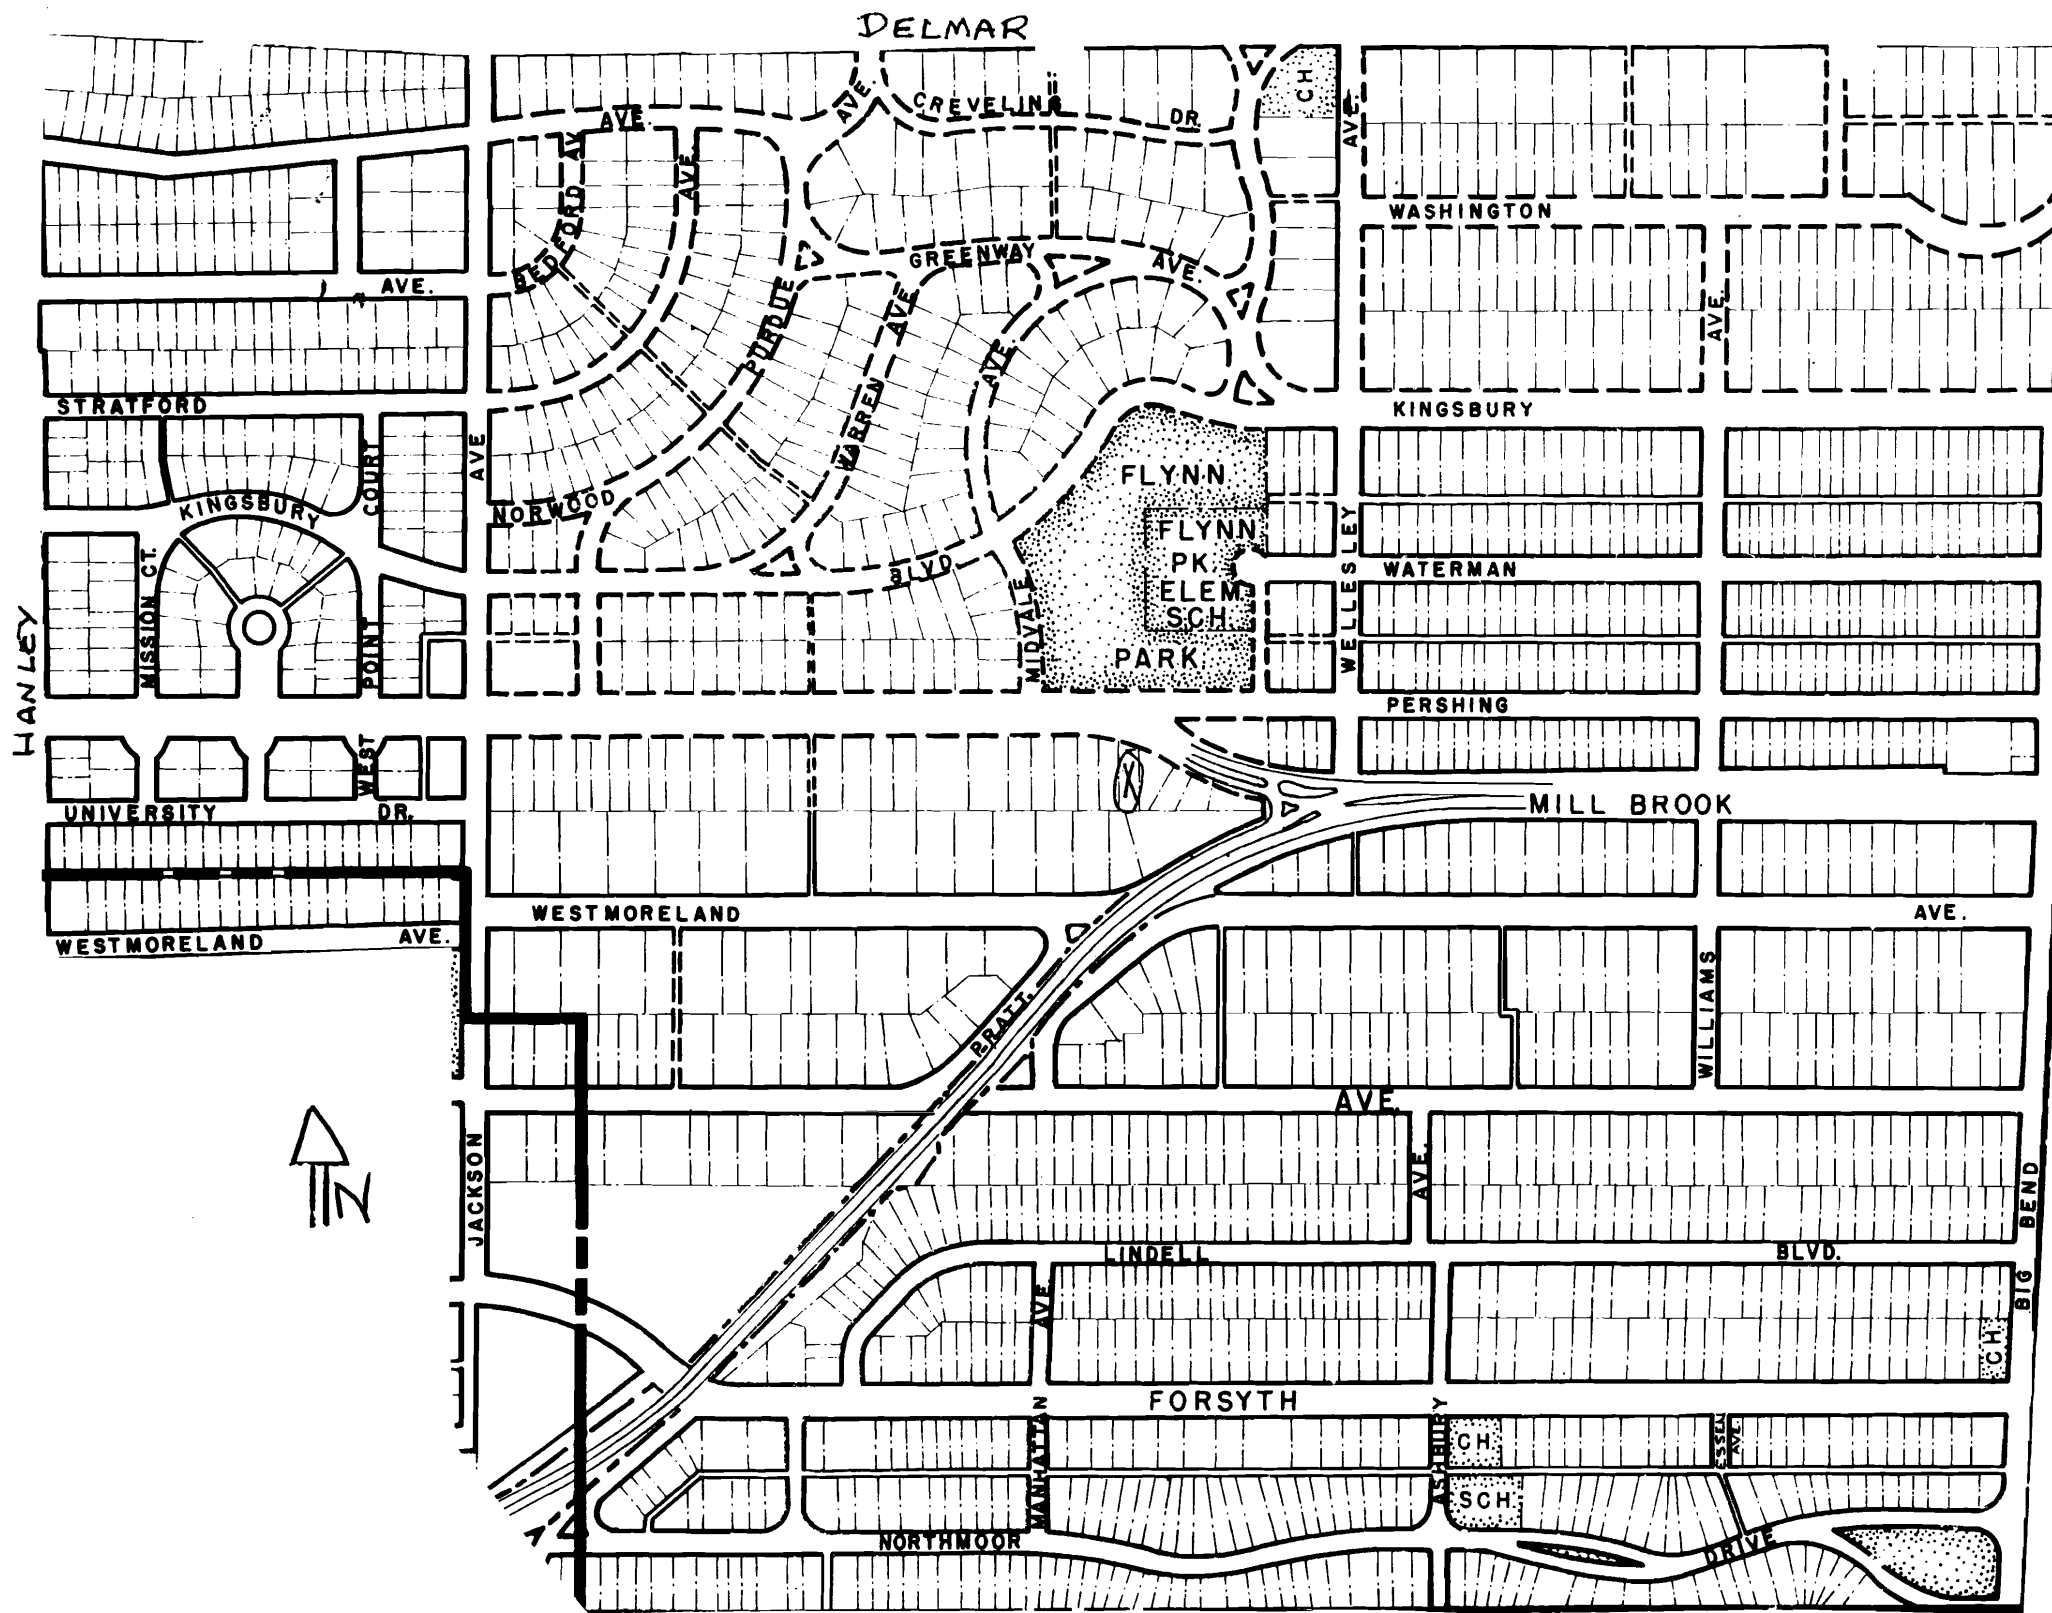 DELMAR
CH
AVE.
CREVELING
DR.
AVE.
AVE.
AV
AVE
BEDFORD
WASHINGTON
GREENWAY
AVE.
AVE.
PURDUE
AVE
AVE.
AVE.
STRATFORD
KINGSBURY
WARREN
COURT
AVE
FLYNN
KINGSBURY
NORWOOD
FLYNN
PK.
ELEM
SCH
PARK
WELLESLEY
WATERMAN
BLVD.
MISSION CT.
HANLEY
MIDVALE
POINT
PERSHING
WEST
X
UNIVERSITY
DR.
MILL BROOK
WESTMORELAND
AVE.
WESTMORELAND
AVE.
WILLIAMS
PRATT
AVE.
N
JACKSON
AVE.
BEND
LINDELL
BLVD.
BIG
AVE
CH
FORSYTH
MANHATTAN
ASHBURY
CH
ESSEX
AVE.
SCH
NORTHMOOR
DRIVE